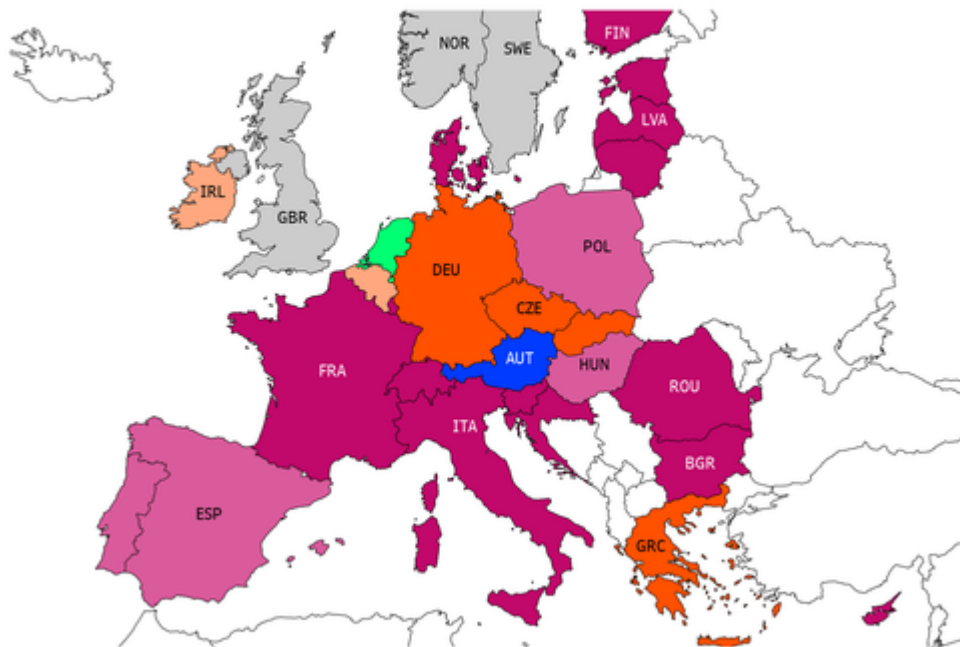 FIN
NOR
SWE
LVA
IRL
GBR
POL
DEU
CZE
AUT
HUN
FRA
ROU
ITA
BGR
ESP
GRC